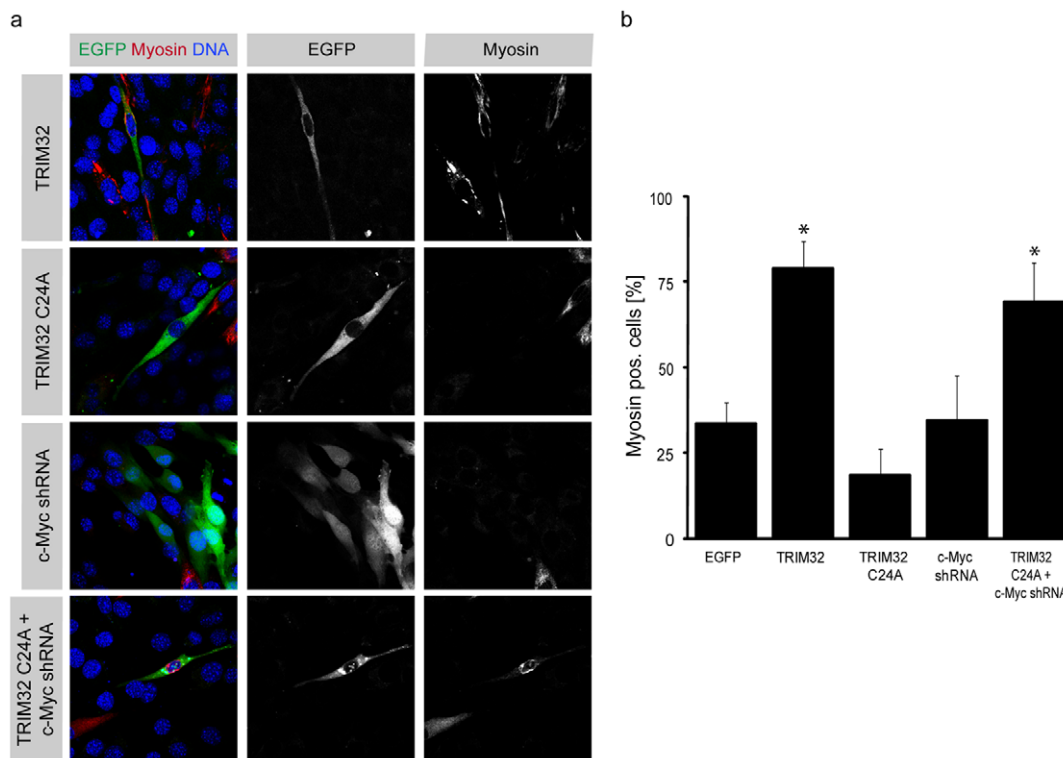 a
EGFP Myosin DNA
EGFP
Myosin
TRIM32
TRIM32 C24A
c-Myc shRNA
TRIM32 C24A +
c-Myc shRNA
b
Myosin pos. cells [%]
100
75
50
25
0
*
*
EGFP
TRIM32
TRIM32
C24A
c-Myc
shRNA
TRIM32
C24A +
c-Myc shRNA